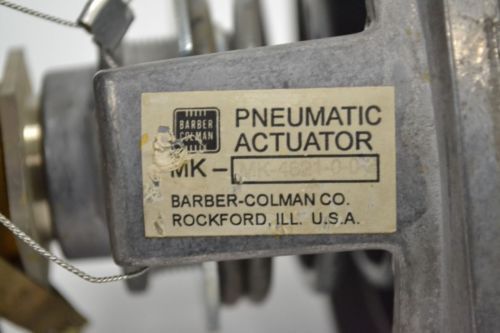 BARBER
COLMAN
PNEUMATIC
ACTUATOR
MK-
BARBER-COLMAN CO.
ROCKFORD, ILL. U.S.A.